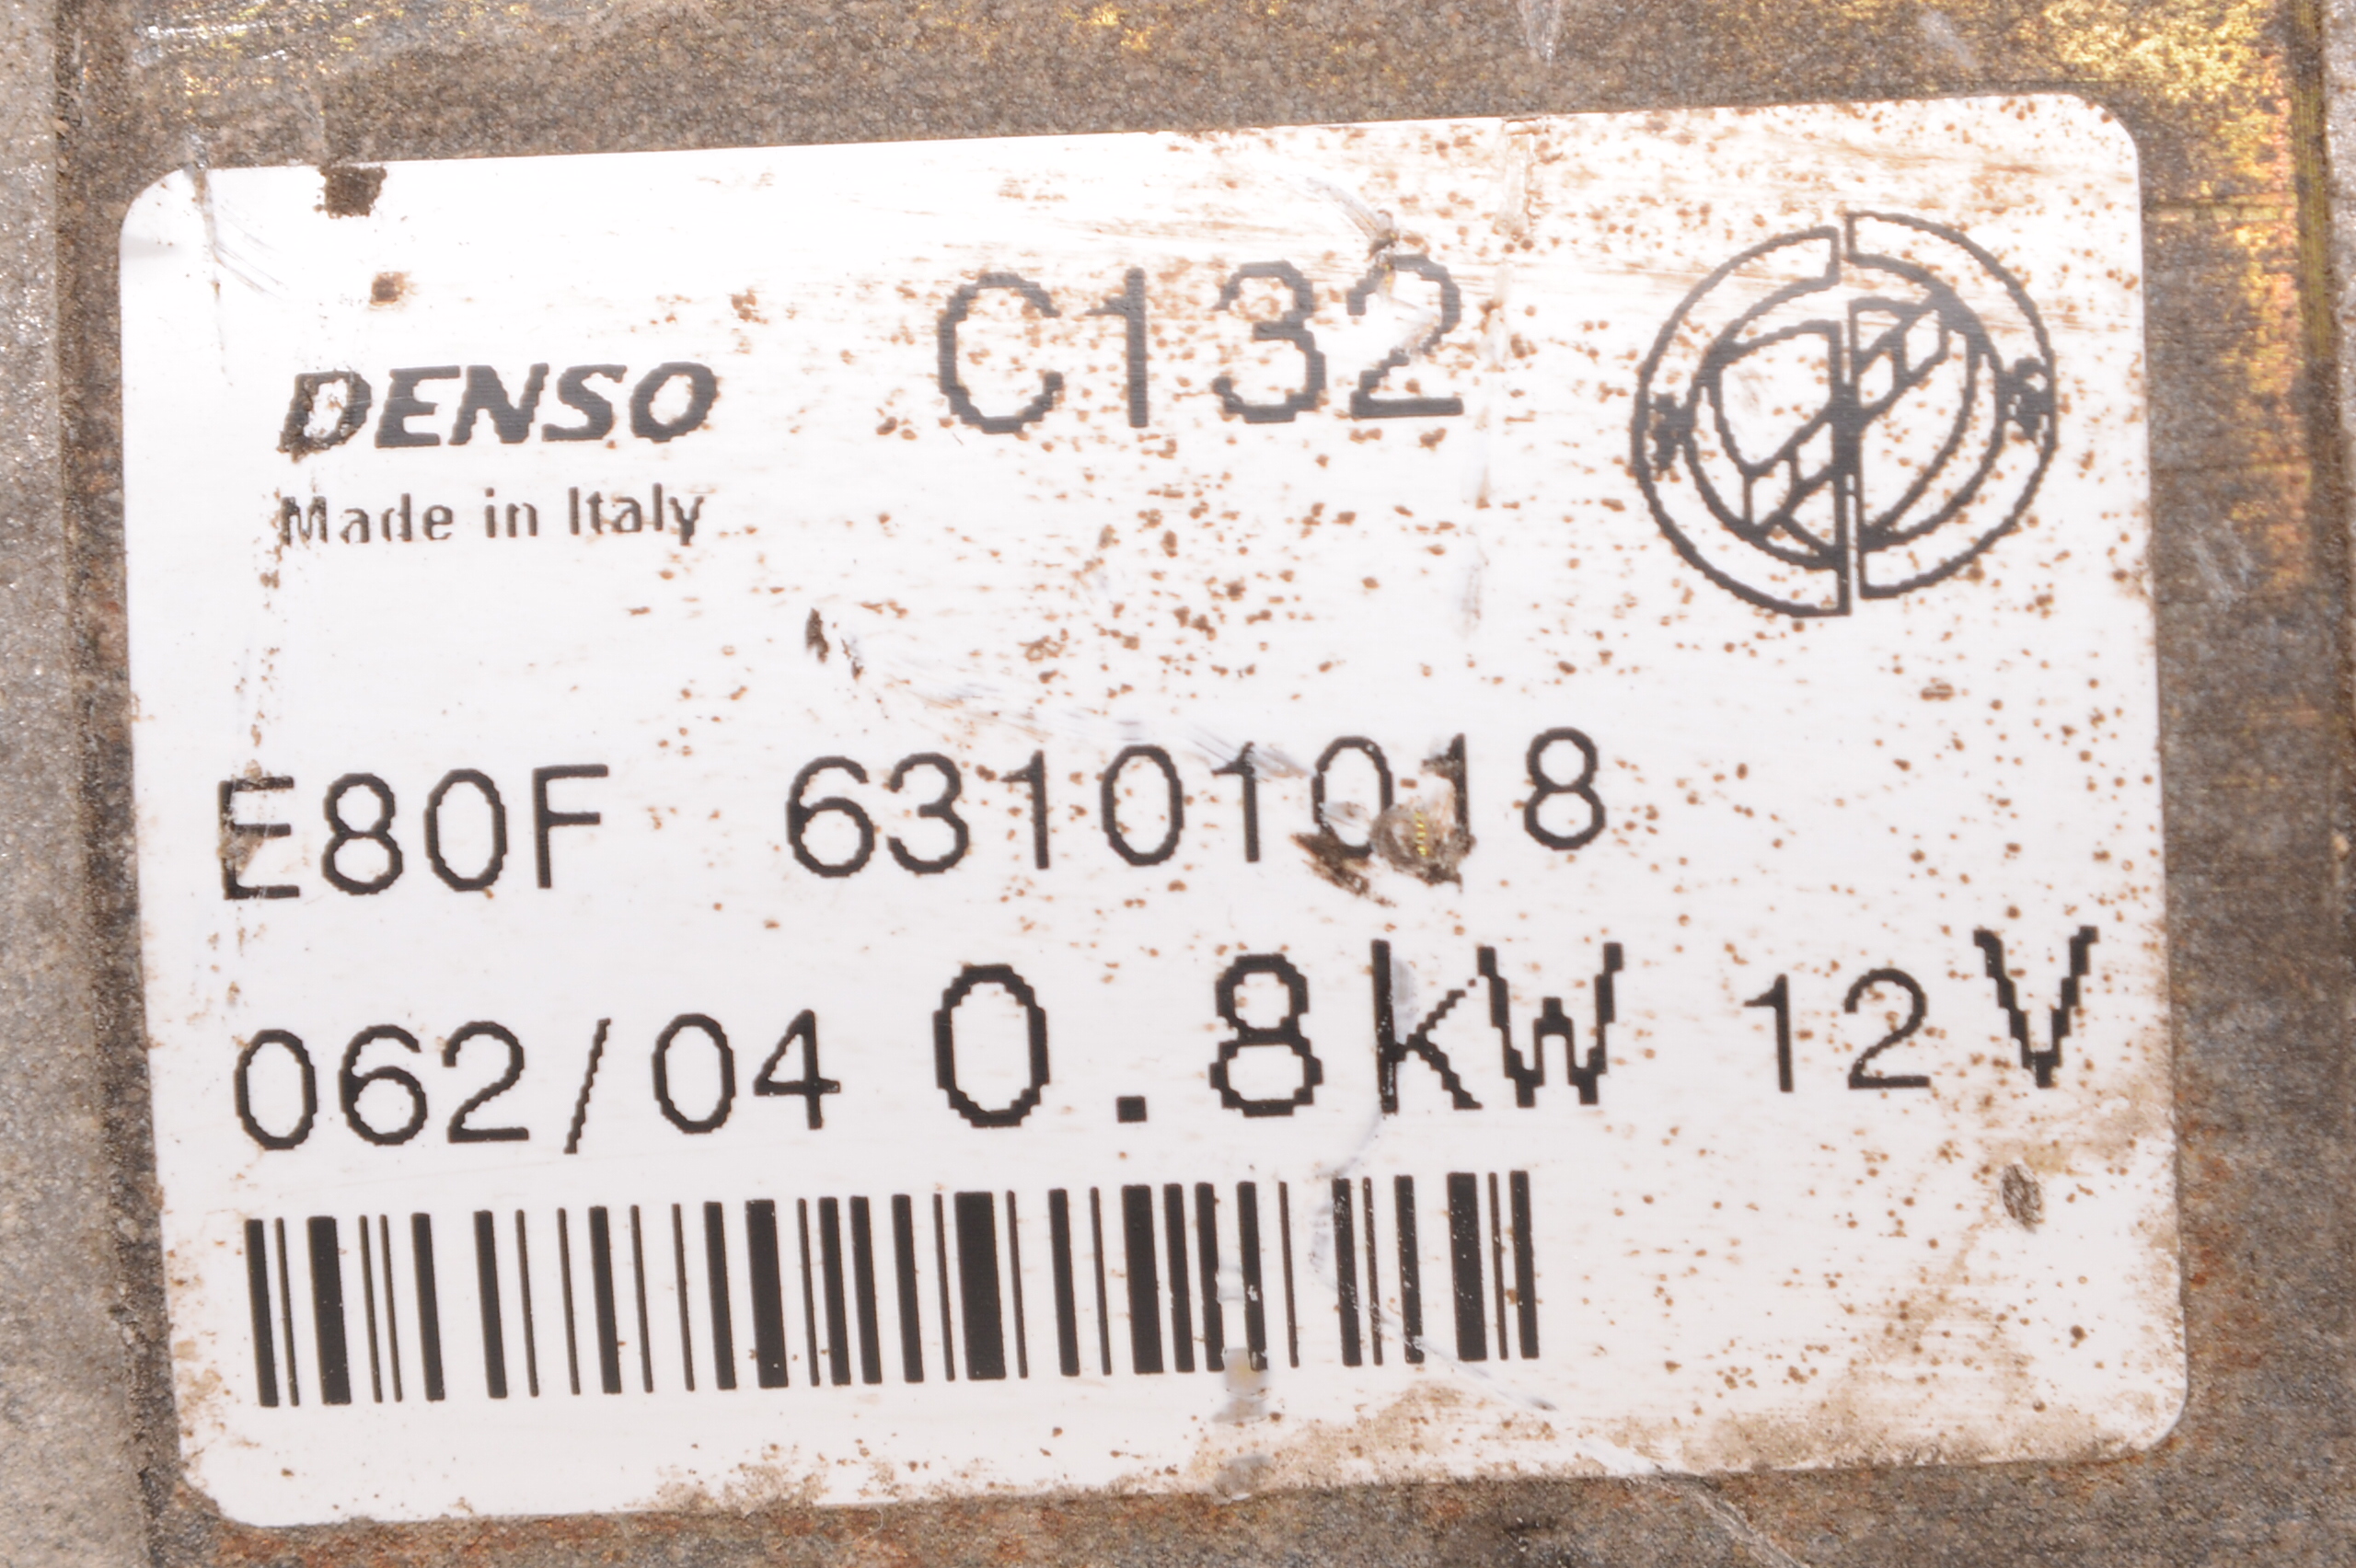 DENSO C132
Made in Italy
E80F 63101018
062/04 0.8kW 12V